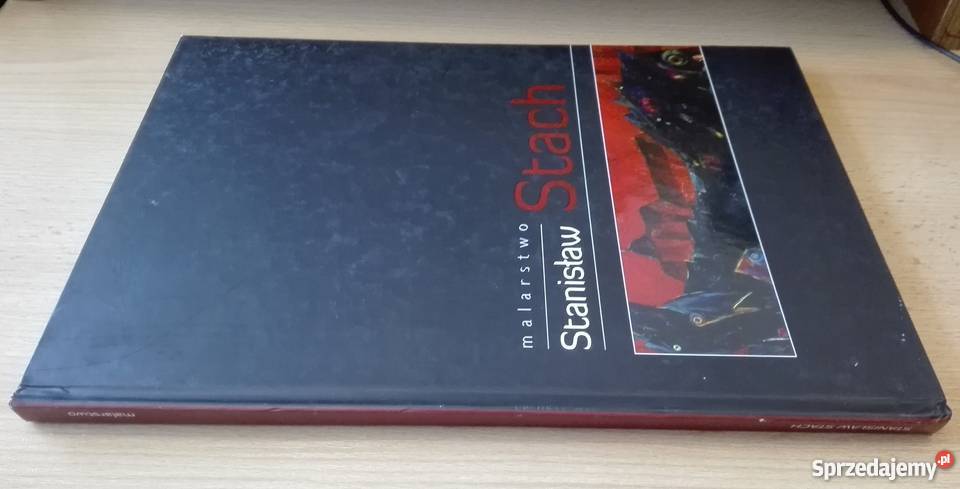 malarstwo
Stanisław Stach
STANISŁAW STACH
malarstwo
Sprzedajemy.pl